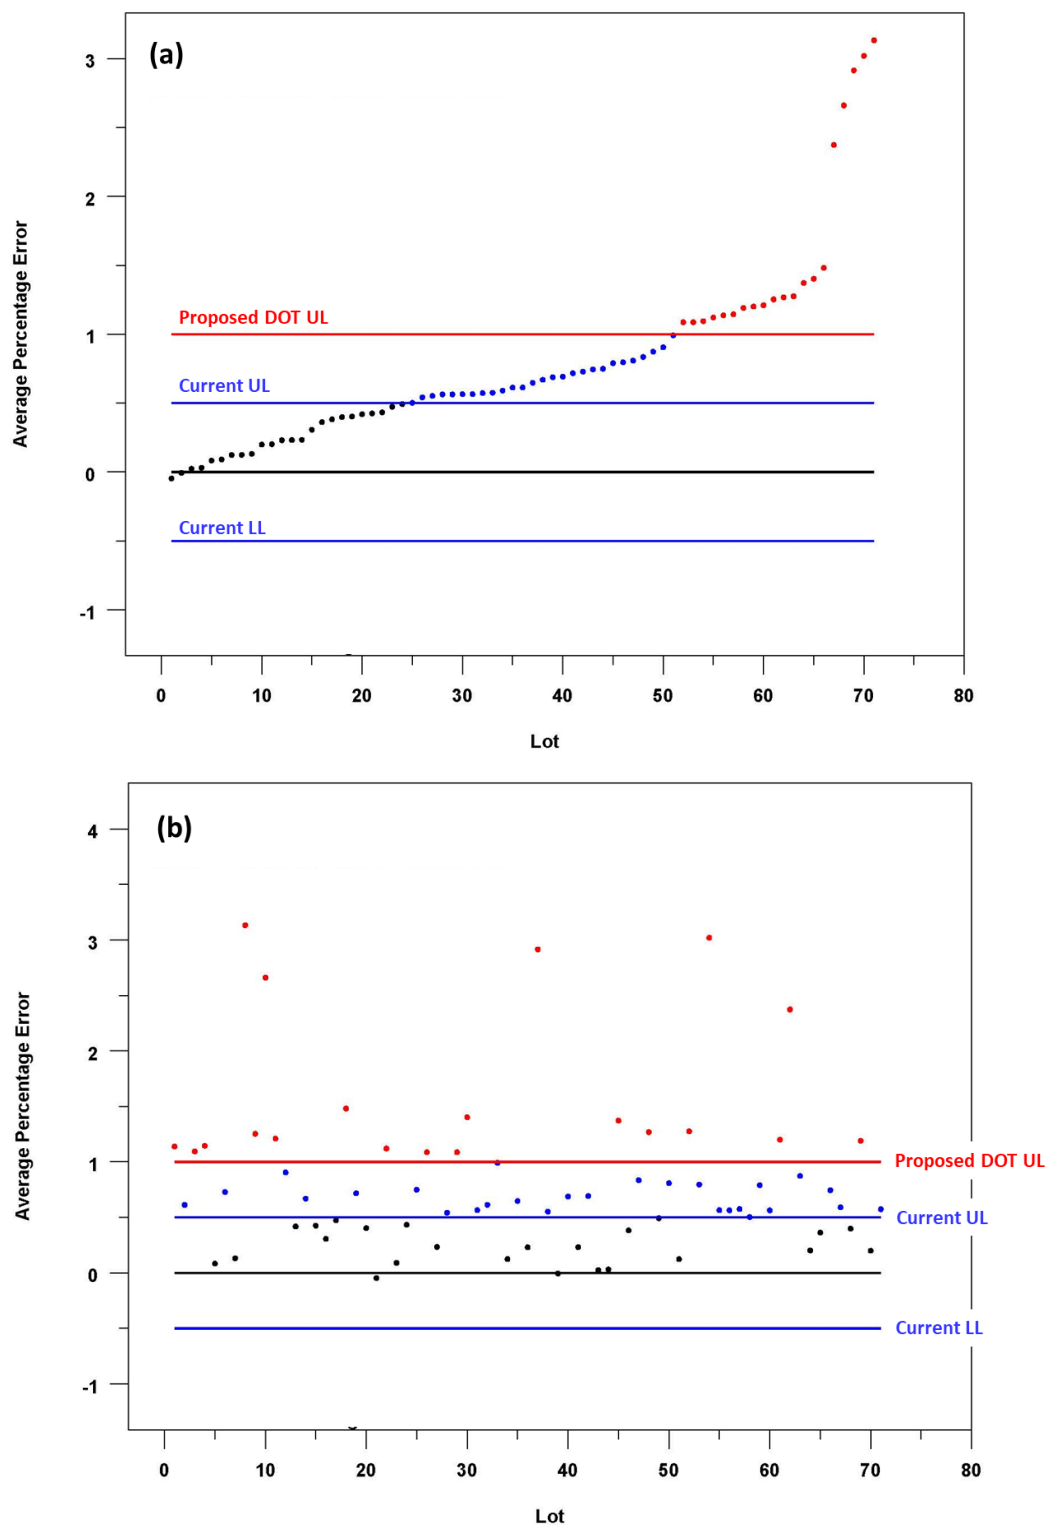 (a)
3
2
Average Percentage Error
Proposed DOT UL
1
Current UL
0
Current LL
-1
0 10 20 30 40 50 60 70 80
Lot
(b)
4
3
2
Average Percentage Error
1
Proposed DOT UL
Current UL
0
Current LL
-1
0 10 20 30 40 50 60 70 80
Lot